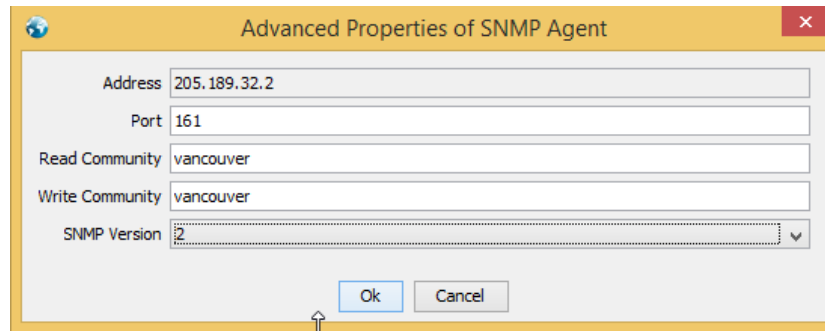 Advanced Properties of SNMP Agent
Address 205.189.32.2
Port 161
Read Community vancouver
Write Community vancouver
SNMP Version 2
Ok Cancel